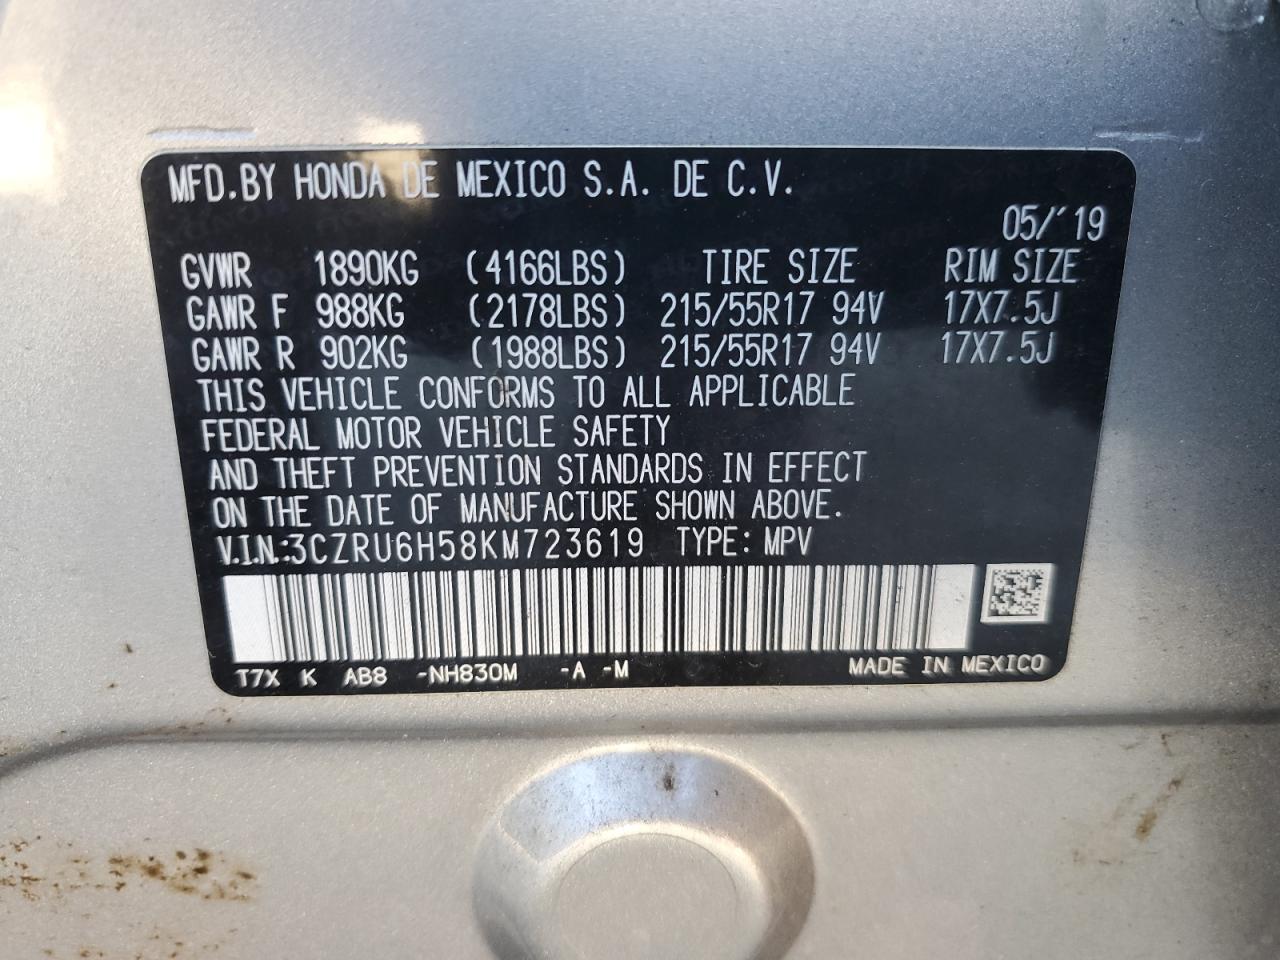 MFD.BY HONDA DE MEXICO S.A. DE C.V.
05/'19
GVWR 1890KG (4166LBS) TIRE SIZE RIM SIZE
GAWR F 988KG (2178LBS) 215/55R17 94V 17X7.5J
GAWR R 902KG (1988LBS) 215/55R17 94V 17X7.5J
THIS VEHICLE CONFORMS TO ALL APPLICABLE
FEDERAL MOTOR VEHICLE SAFETY
AND THEFT PREVENTION STANDARDS IN EFFECT
ON THE DATE OF MANUFACTURE SHOWN ABOVE.
V.I.N.:3CZRU6H58KM723619 TYPE: MPV
T7X K AB8 -NH830M -A -M MADE IN MEXICO